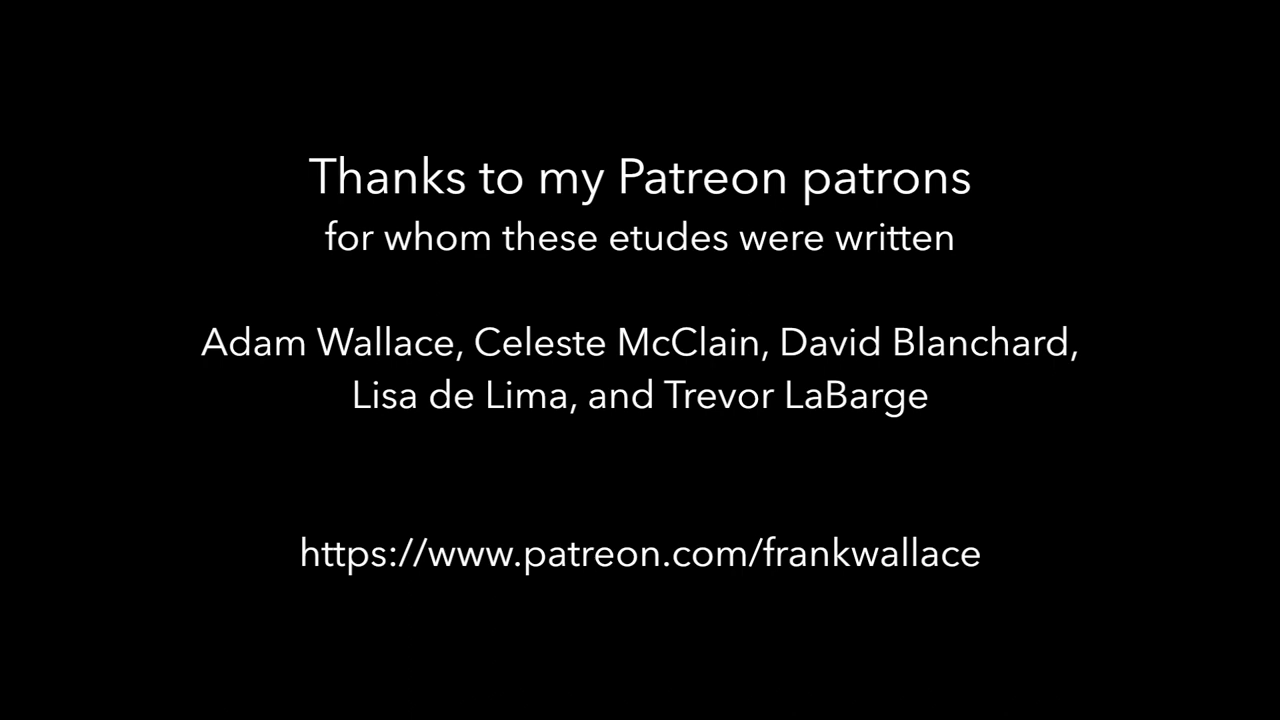 Thanks to my Patreon patrons
for whom these etudes were written
Adam Wallace, Celeste McClain, David Blanchard,
Lisa de Lima, and Trevor LaBarge
https://www.patreon.com/frankwallace